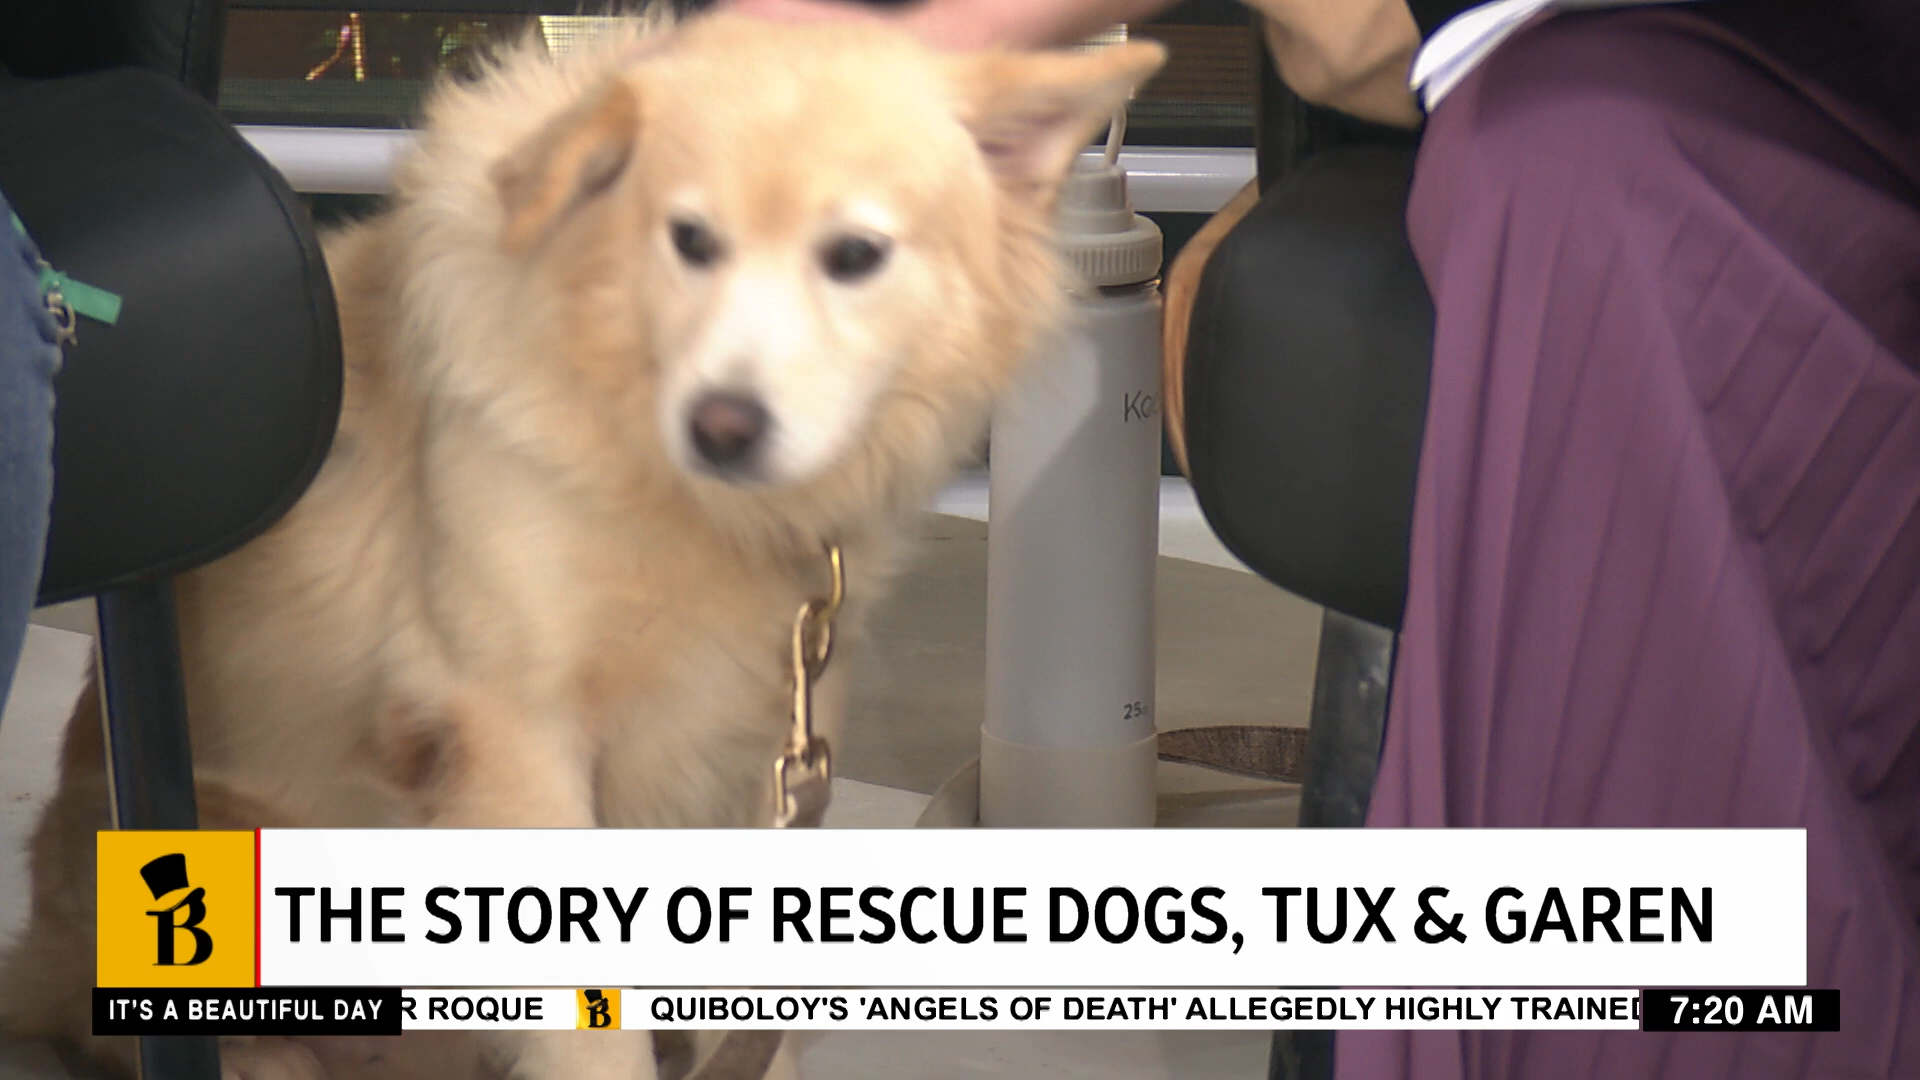 25
THE STORY OF RESCUE DOGS, TUX & GAREN
IT'S A BEAUTIFUL DAY
R ROQUE B QUIBOLOY'S 'ANGELS OF DEATH' ALLEGEDLY HIGHLY TRAINED
7:20 AM
B